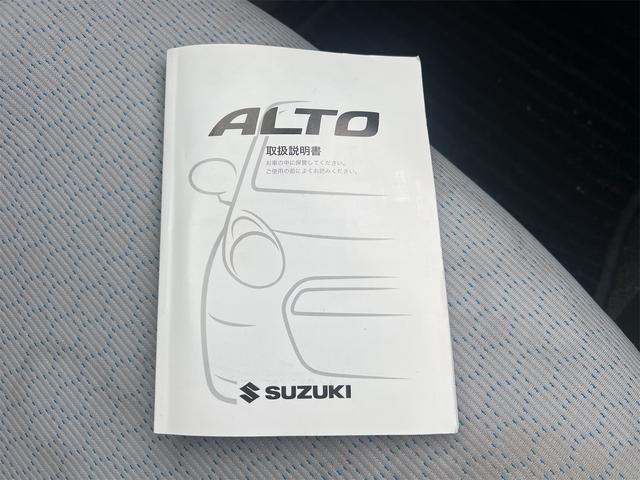 ALTO
取扱説明書
お車の中に保管してください。
ご使用の前によくお読みください。
SUZUKI